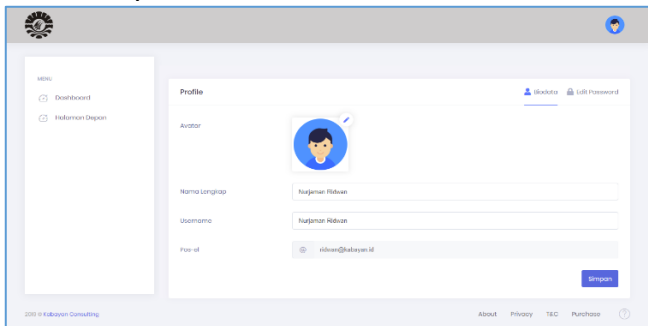 MENU
Dashboard
Halaman Depan
Profile
Biodata
Edit Password
Avatar
Nama Lengkap
Nurjaman Ridwan
Username
Nurjaman Ridwan
Pos-el
@ ridwan@kabayan.id
Simpan
2019 © Kabayan Consulting
About Privacy T&C Purchase ?